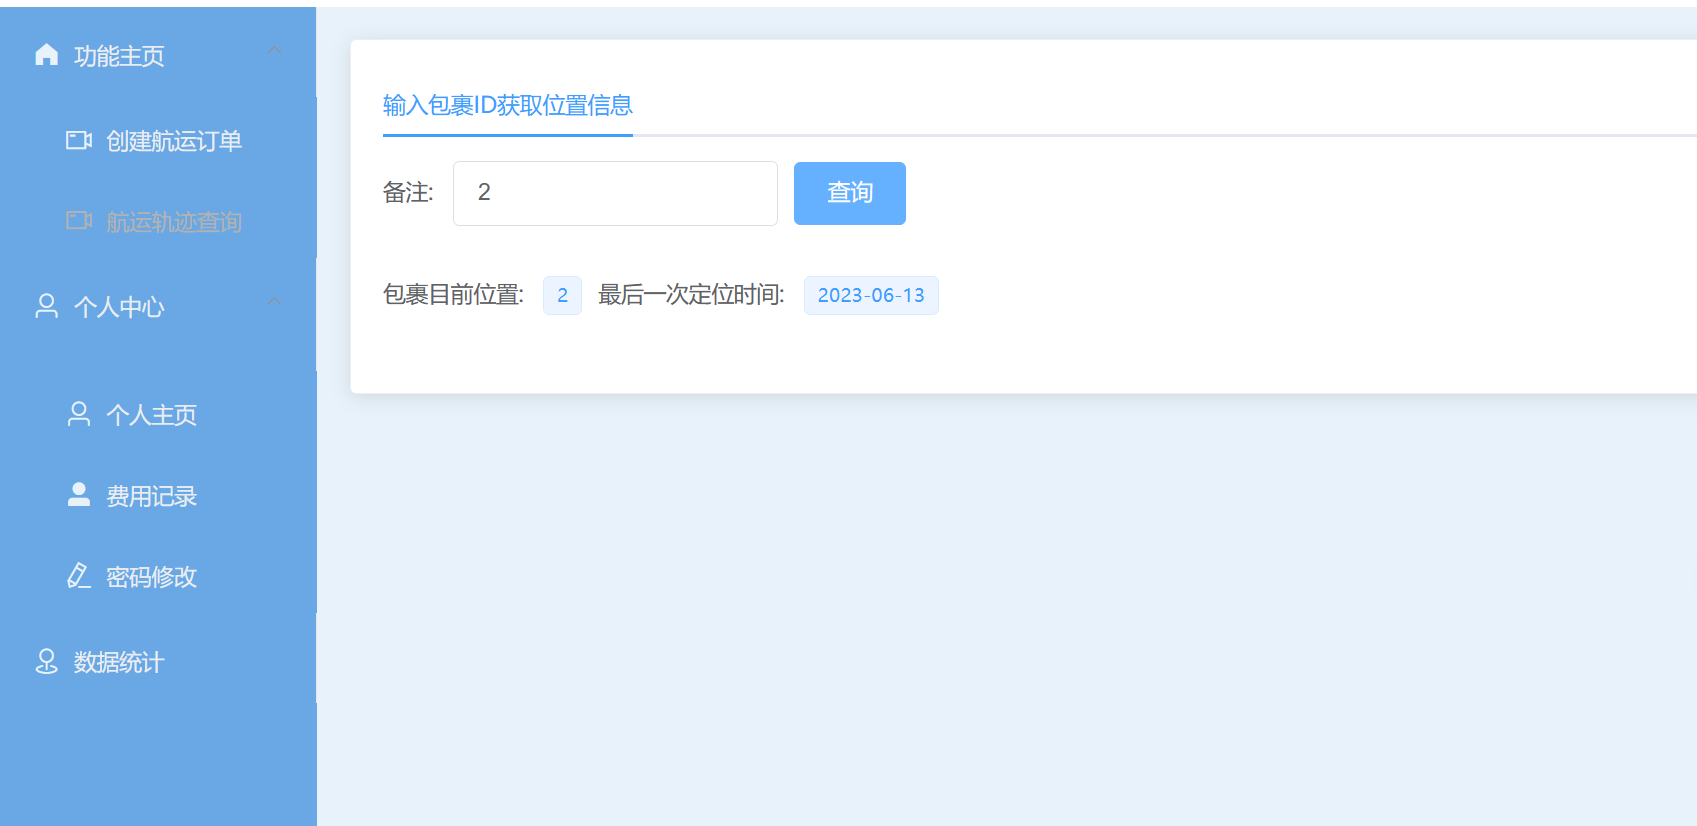 功能主页
创建航运订单
航运轨迹查询
个人中心
个人主页
费用记录
密码修改
数据统计
输入包裹ID获取位置信息
备注: 2 查询
包裹目前位置: 2 最后一次定位时间: 2023-06-13